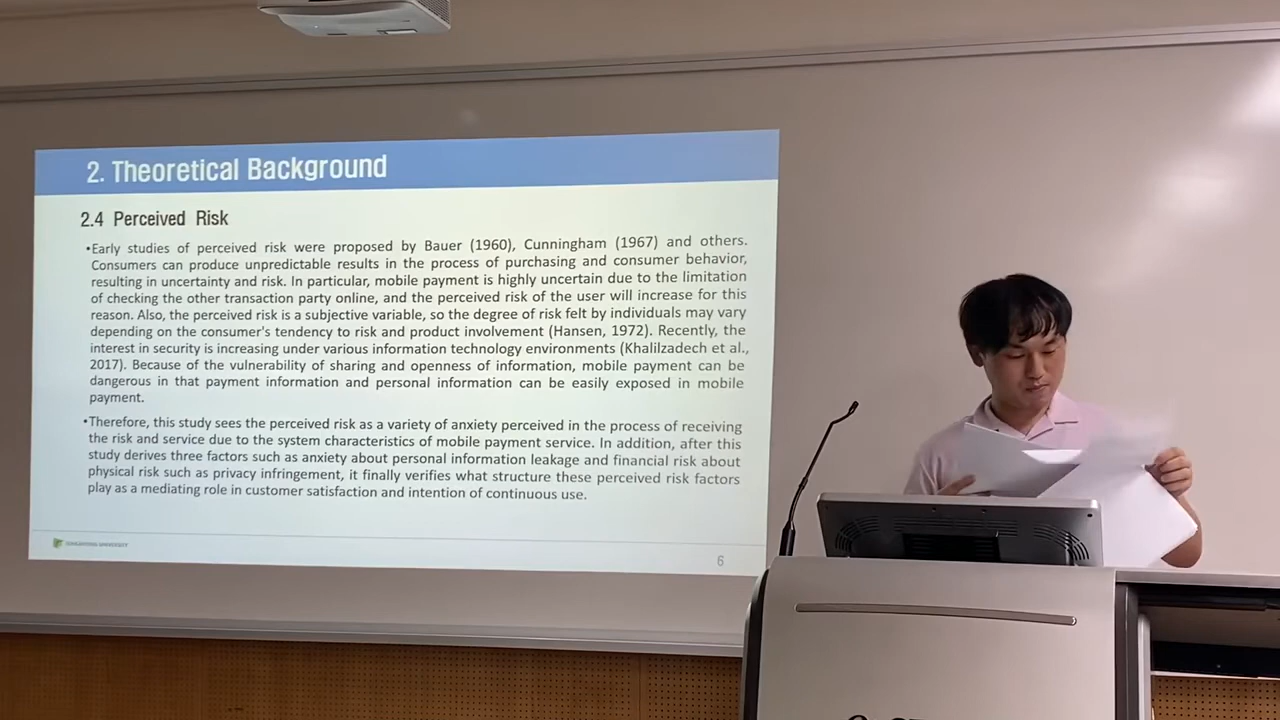 2. Theoretical Background
2.4 Perceived Risk
•Early studies of perceived risk were proposed by Bauer (1960), Cunningham (1967) and others.
Consumers can produce unpredictable results in the process of purchasing and consumer behavior,
resulting in uncertainty and risk. In particular, mobile payment is highly uncertain due to the limitation
of checking the other transaction party online, and the perceived risk of the user will increase for this
reason. Also, the perceived risk is a subjective variable, so the degree of risk felt by individuals may vary
depending on the consumer's tendency to risk and product involvement (Hansen, 1972). Recently, the
interest in security is increasing under various information technology environments (Khalilzadech et al.,
2017). Because of the vulnerability of sharing and openness of information, mobile payment can be
dangerous in that payment information and personal information can be easily exposed in mobile
payment.
•Therefore, this study sees the perceived risk as a variety of anxiety perceived in the process of receiving
the risk and service due to the system characteristics of mobile payment service. In addition, after this
study derives three factors such as anxiety about personal information leakage and financial risk about
physical risk such as privacy infringement, it finally verifies what structure these perceived risk factors
play as a mediating role in customer satisfaction and intention of continuous use.
6